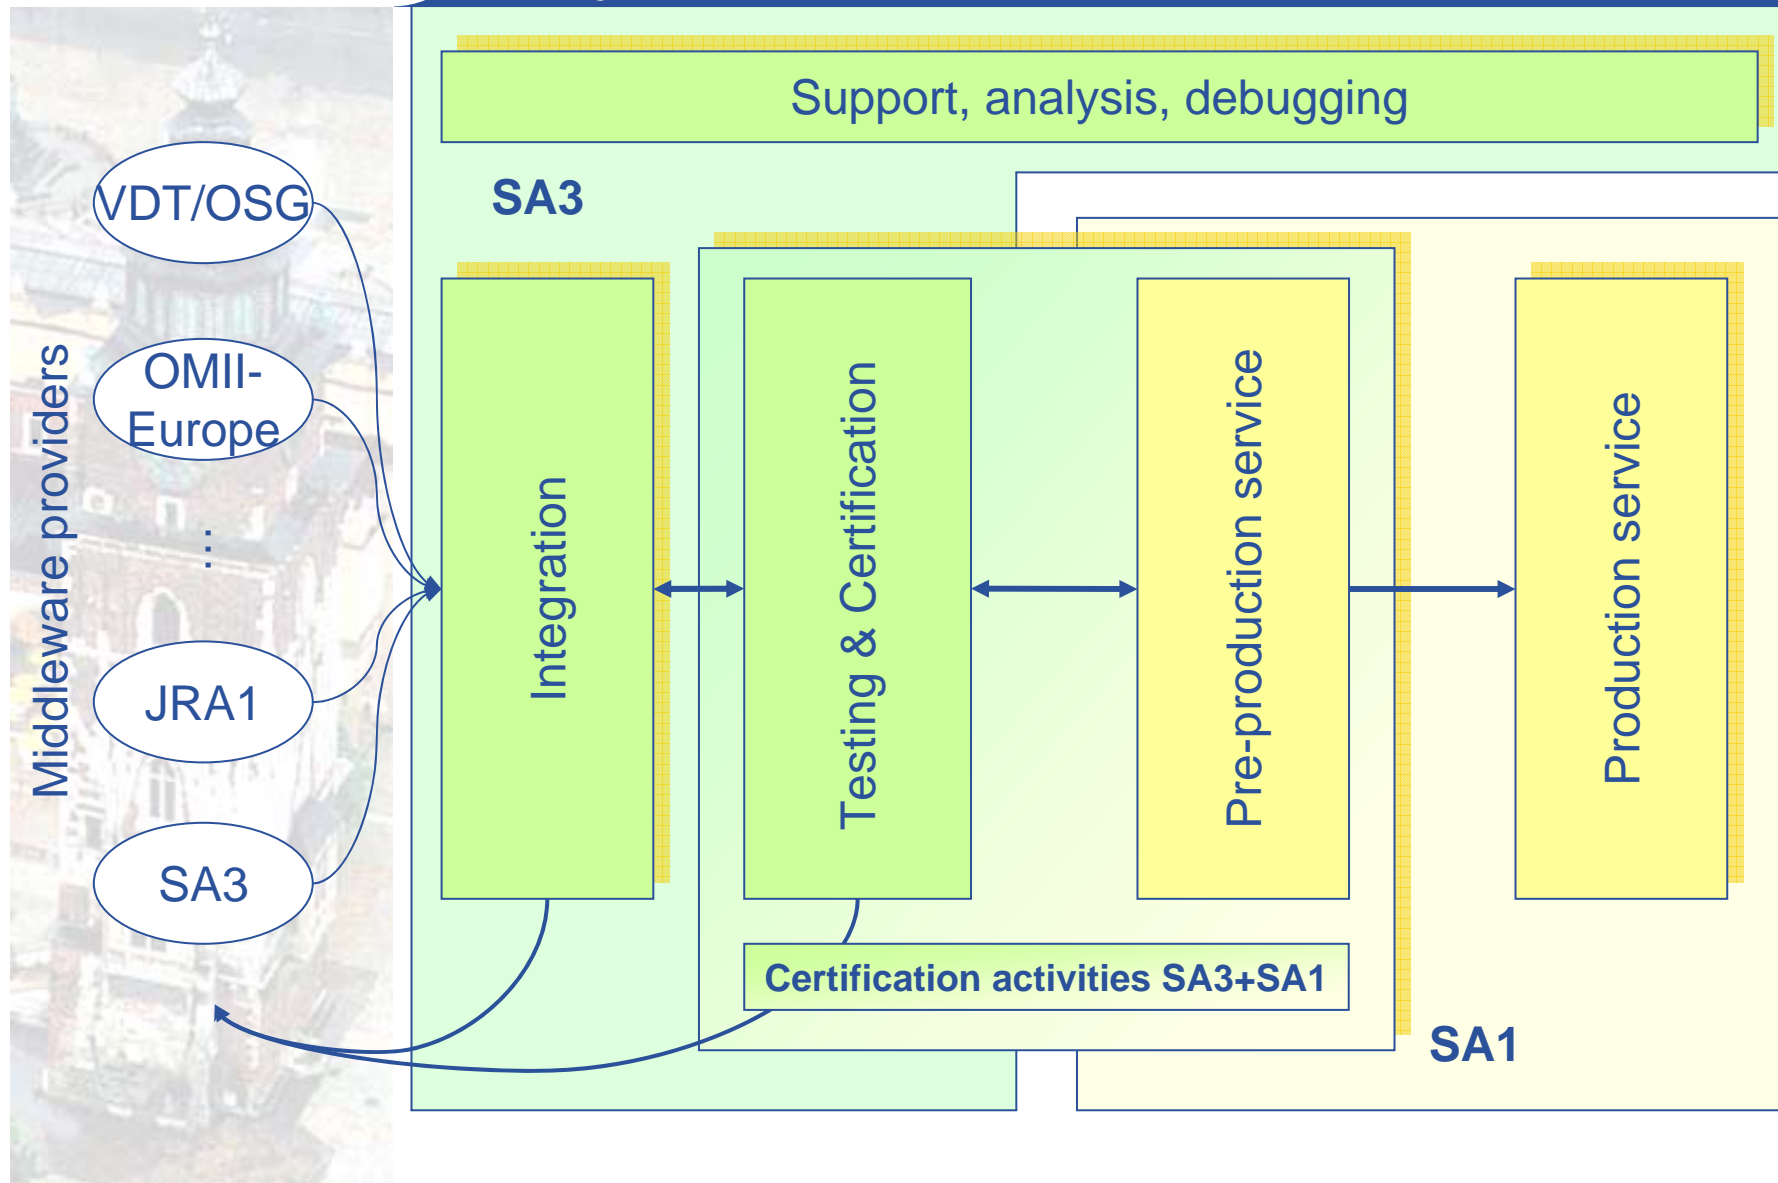 Support, analysis, debugging
SA3
Middleware providers
VDT/OSG
OMII-
Europe
...
JRA1
SA3
Integration
Testing & Certification
Pre-production service
Production service
Certification activities SA3+SA1
SA1